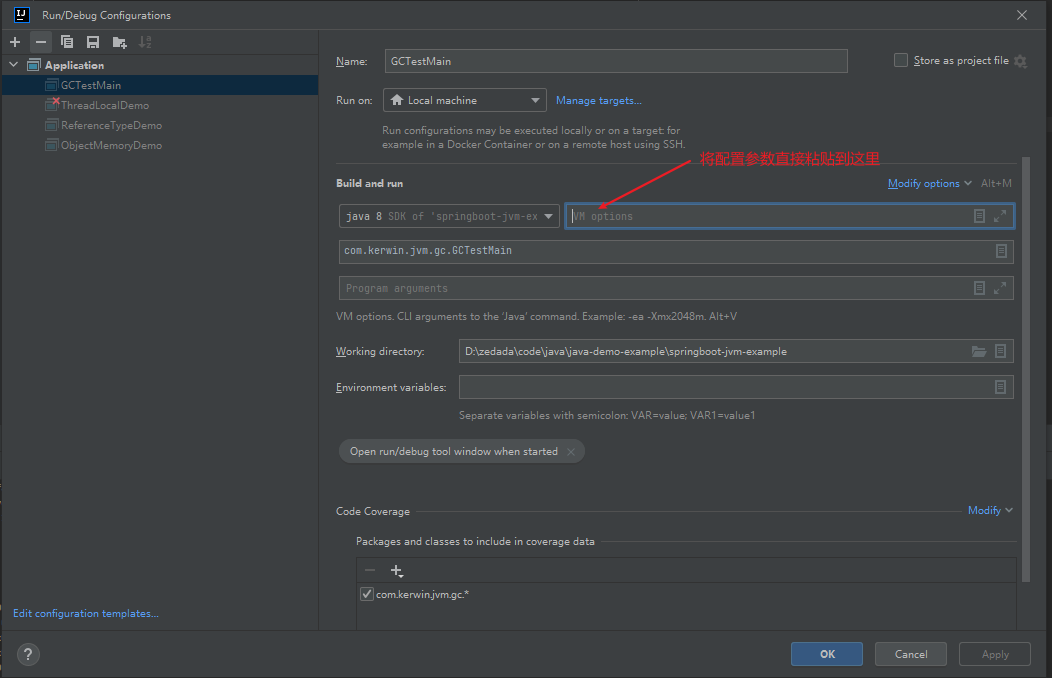 Run/Debug Configurations
Application
GCTestMain
ThreadLocalDemo
ReferenceTypeDemo
ObjectMemoryDemo
Edit configuration templates...
Name: GCTestMain Store as project file
Run on: Local machine Manage targets...
Run configurations may be executed locally or on a target: for
example in a Docker Container or on a remote host using SSH.
将配置参数直接粘贴到这里
Build and run Modify options Alt+M
java 8 SDK of 'springboot-jvm-ex VM options
com.kerwin.jvm.gc.GCTestMain
Program arguments
VM options. CLI arguments to the 'Java' command. Example: -ea -Xmx2048m. Alt+V
Working directory: D:\zedada\code\java\java-demo-example\springboot-jvm-example
Environment variables:
Separate variables with semicolon: VAR=value; VAR1=value1
Open run/debug tool window when started
Code Coverage Modify
Packages and classes to include in coverage data
com.kerwin.jvm.gc.*
? OK Cancel Apply